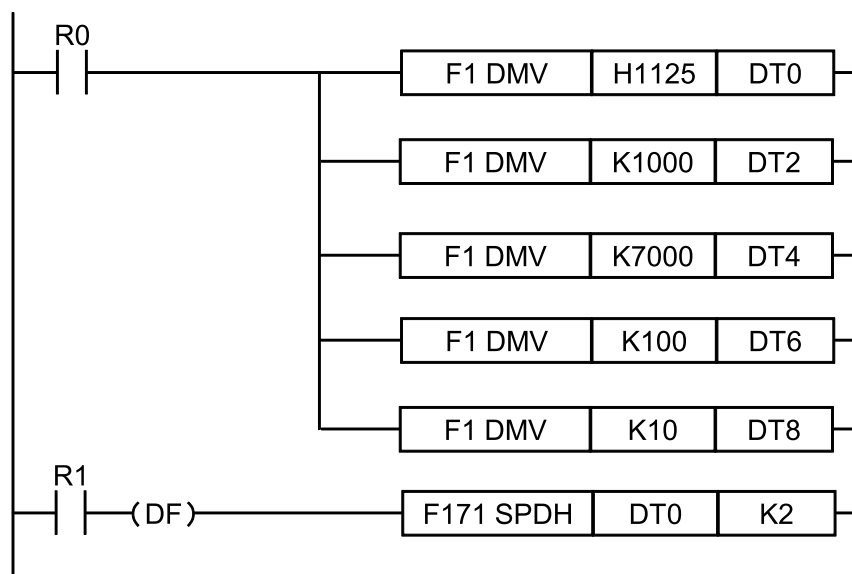 R0
F1 DMV H1125 DT0
F1 DMV K1000 DT2
F1 DMV K7000 DT4
F1 DMV K100 DT6
F1 DMV K10 DT8
R1
(DF) F171 SPDH DT0 K2